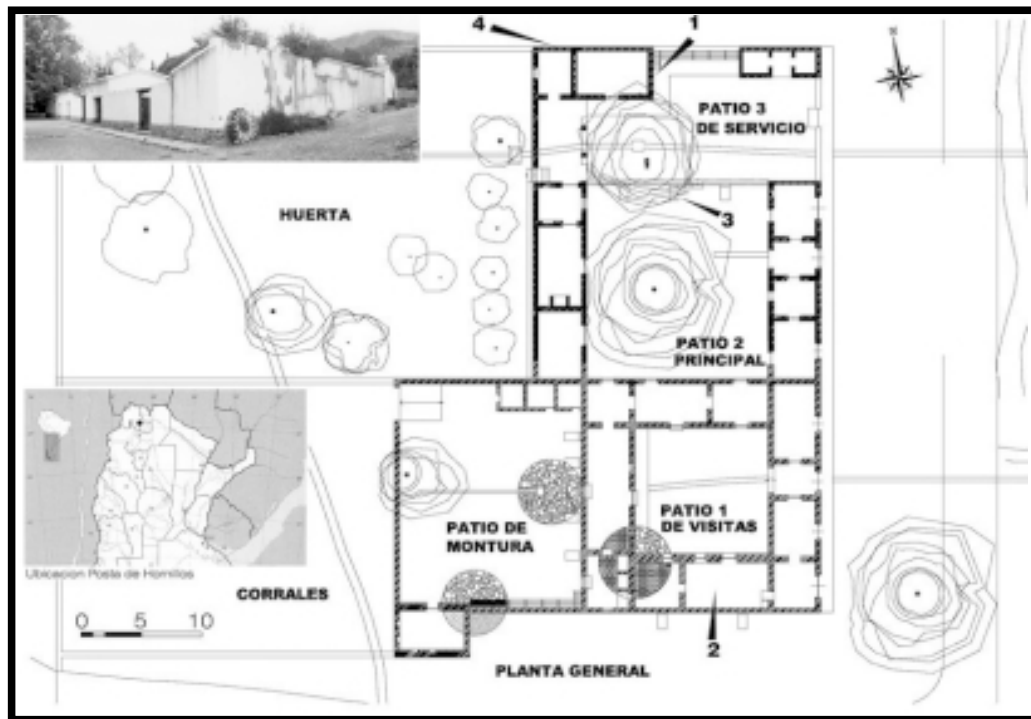 4
1
N
PATIO 3
DE SERVICIO
HUERTA
3
PATIO 2
PRINCIPAL
PATIO DE
MONTURA
PATIO 1
DE VISITAS
Ubicacion Posta de Hornillos
CORRALES
0 5 10
2
PLANTA GENERAL